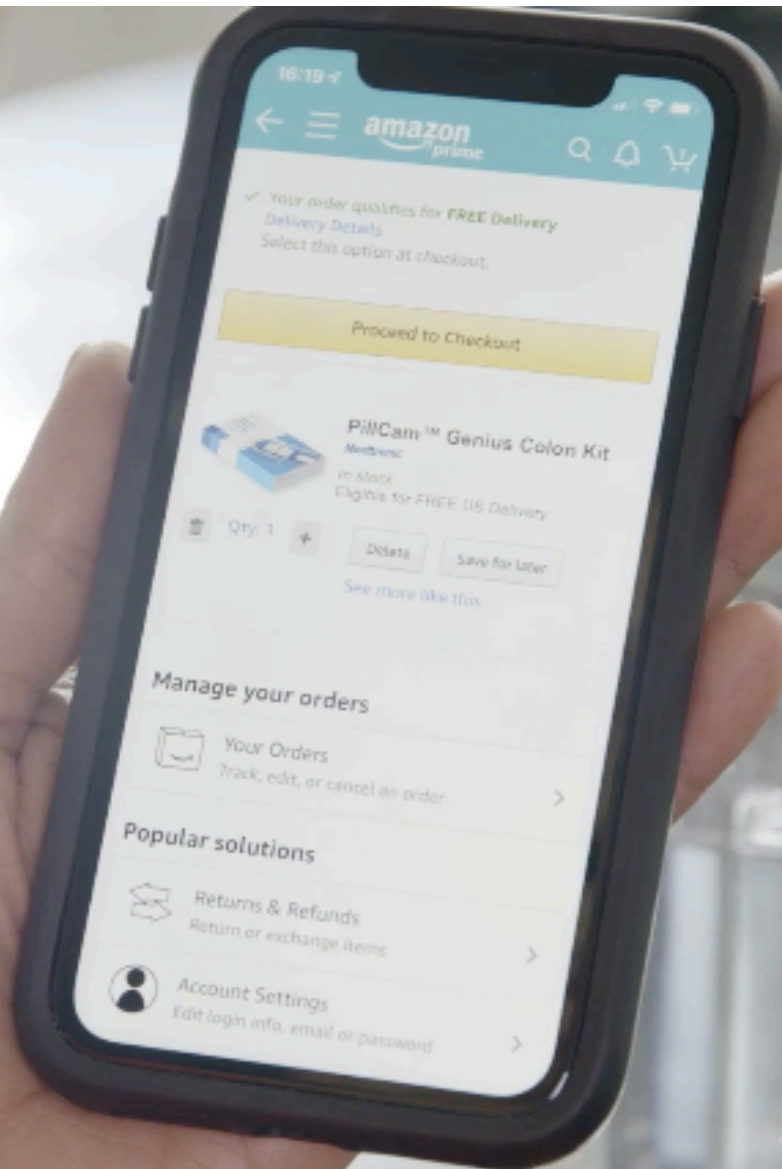 16:19
amazon
prime
Your order qualifies for FREE Delivery
Delivery Details
Select this option at checkout.
Proceed to Checkout
PillCam™ Genius Colon Kit
Medtronic
In stock
Eligible for FREE US Delivery
Qty: 1 +
Delete Save for later
See more like this
Manage your orders
Your Orders
Track, edit, or cancel an order
Popular solutions
Returns & Refunds
Return or exchange items
Account Settings
Edit login info, email or password